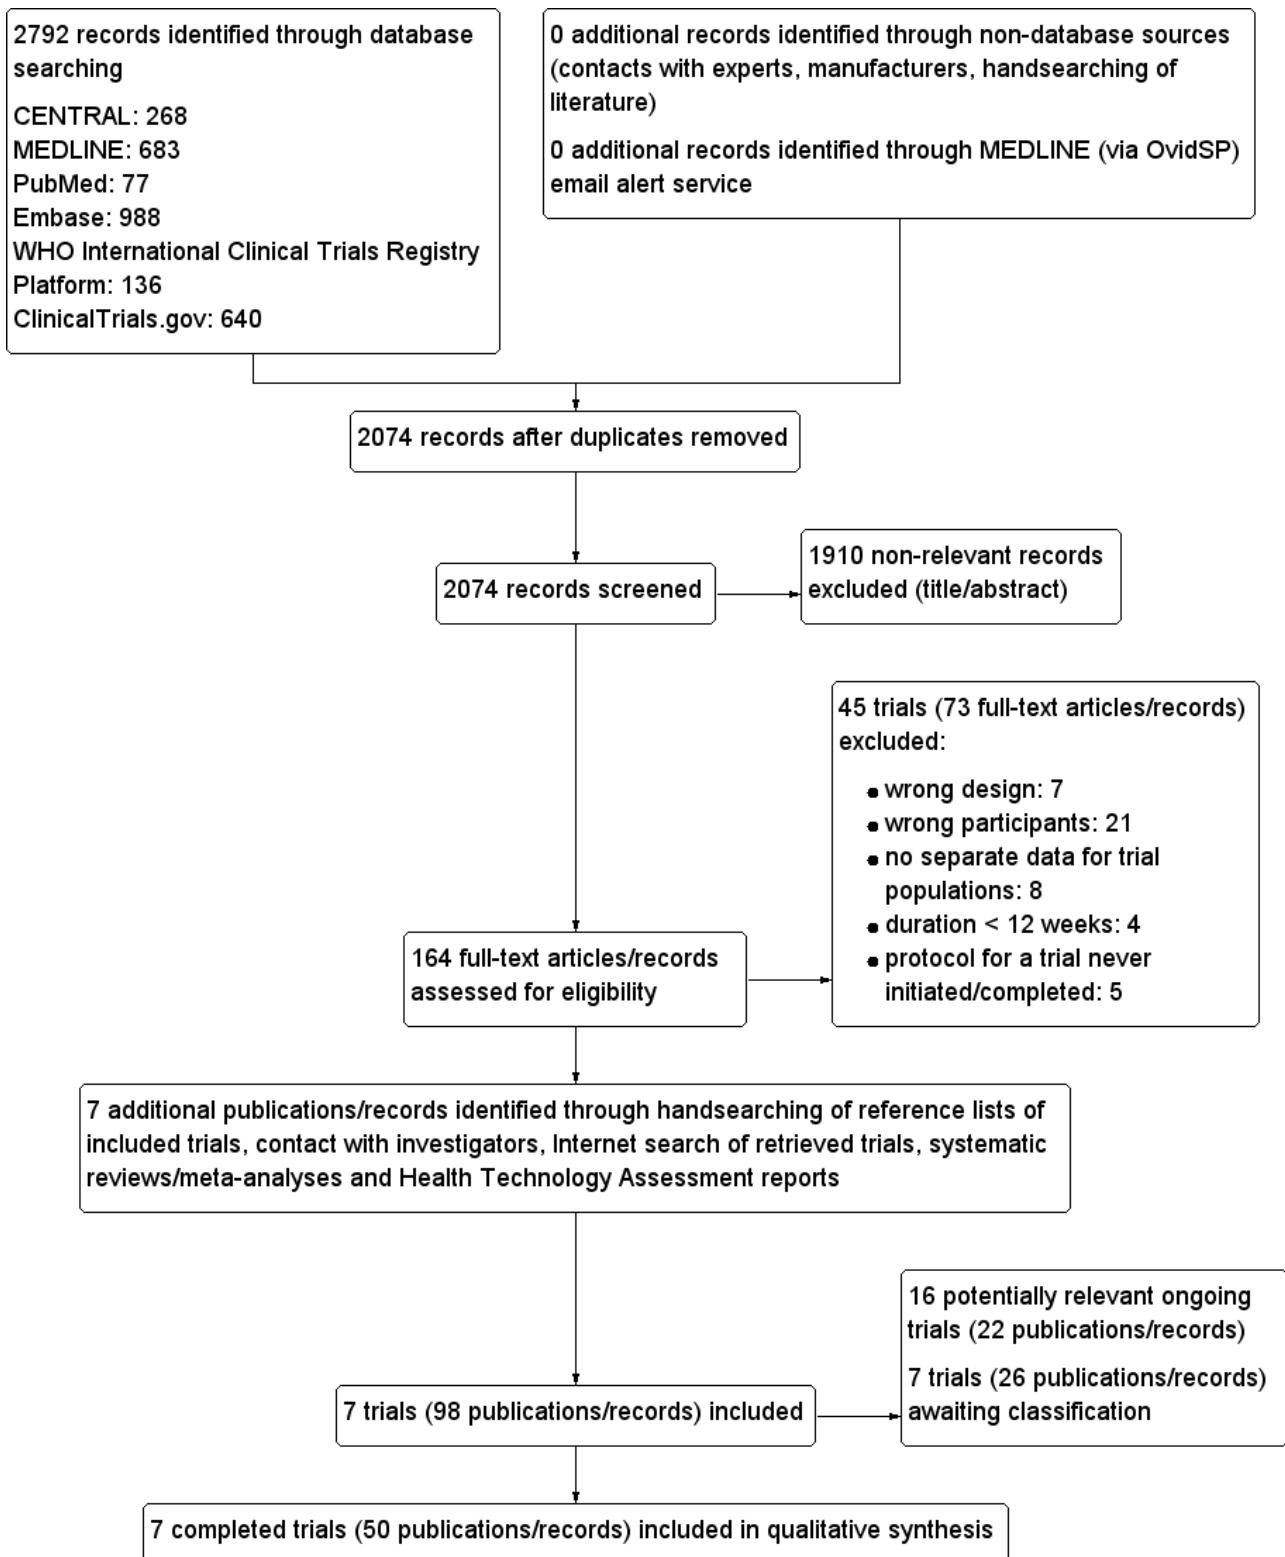 2792 records identified through database
searching
CENTRAL: 268
MEDLINE: 683
PubMed: 77
Embase: 988
WHO International Clinical Trials Registry
Platform: 136
ClinicalTrials.gov: 640
0 additional records identified through non-database sources
(contacts with experts, manufacturers, handsearching of
literature)
0 additional records identified through MEDLINE (via OvidSP)
email alert service
2074 records after duplicates removed
2074 records screened
1910 non-relevant records
excluded (title/abstract)
45 trials (73 full-text articles/records)
excluded:
● wrong design: 7
● wrong participants: 21
● no separate data for trial
populations: 8
● duration < 12 weeks: 4
● protocol for a trial never
initiated/completed: 5
164 full-text articles/records
assessed for eligibility
7 additional publications/records identified through handsearching of reference lists of
included trials, contact with investigators, Internet search of retrieved trials, systematic
reviews/meta-analyses and Health Technology Assessment reports
16 potentially relevant ongoing
trials (22 publications/records)
7 trials (26 publications/records)
awaiting classification
7 trials (98 publications/records) included
7 completed trials (50 publications/records) included in qualitative synthesis